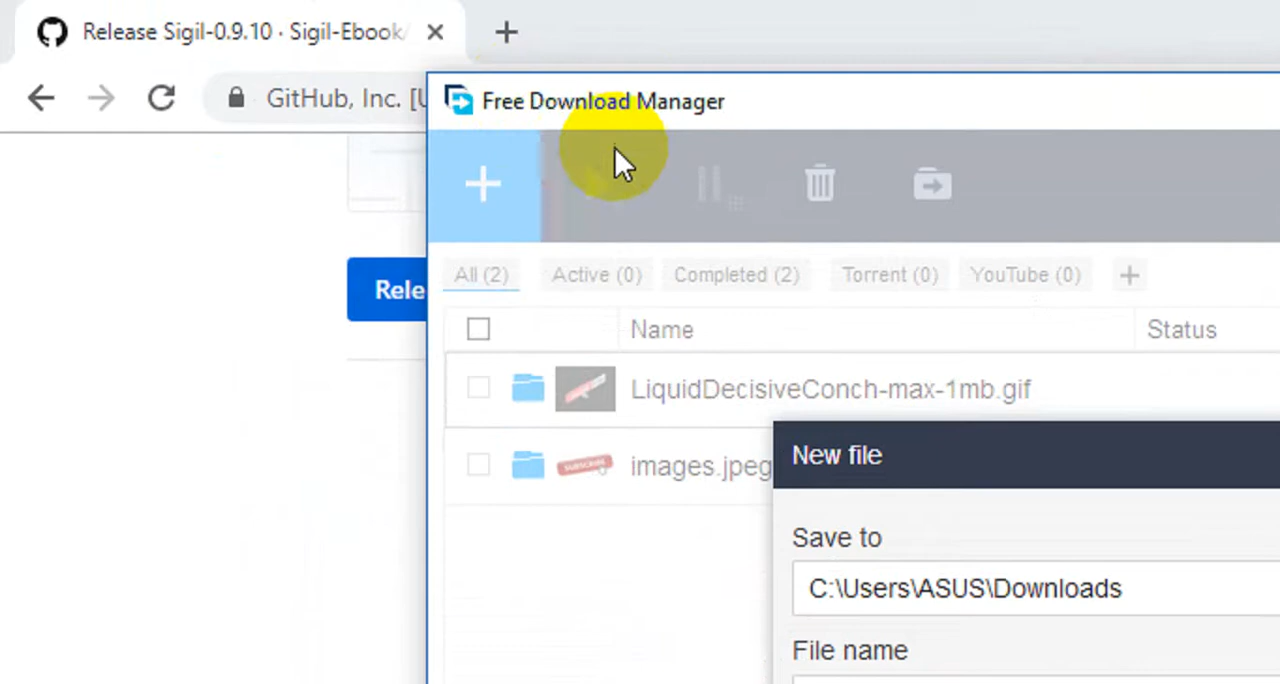 Release Sigil-0.9.10 · Sigil-Ebook/
GitHub, Inc. [U
Free Download Manager
Rele
All (2)
Active (0)
Completed (2)
Torrent (0)
YouTube (0)
Name
Status
LiquidDecisiveConch-max-1mb.gif
SUBSCRIBE
images.jpeg
New file
Save to
C:\Users\ASUS\Downloads
File name